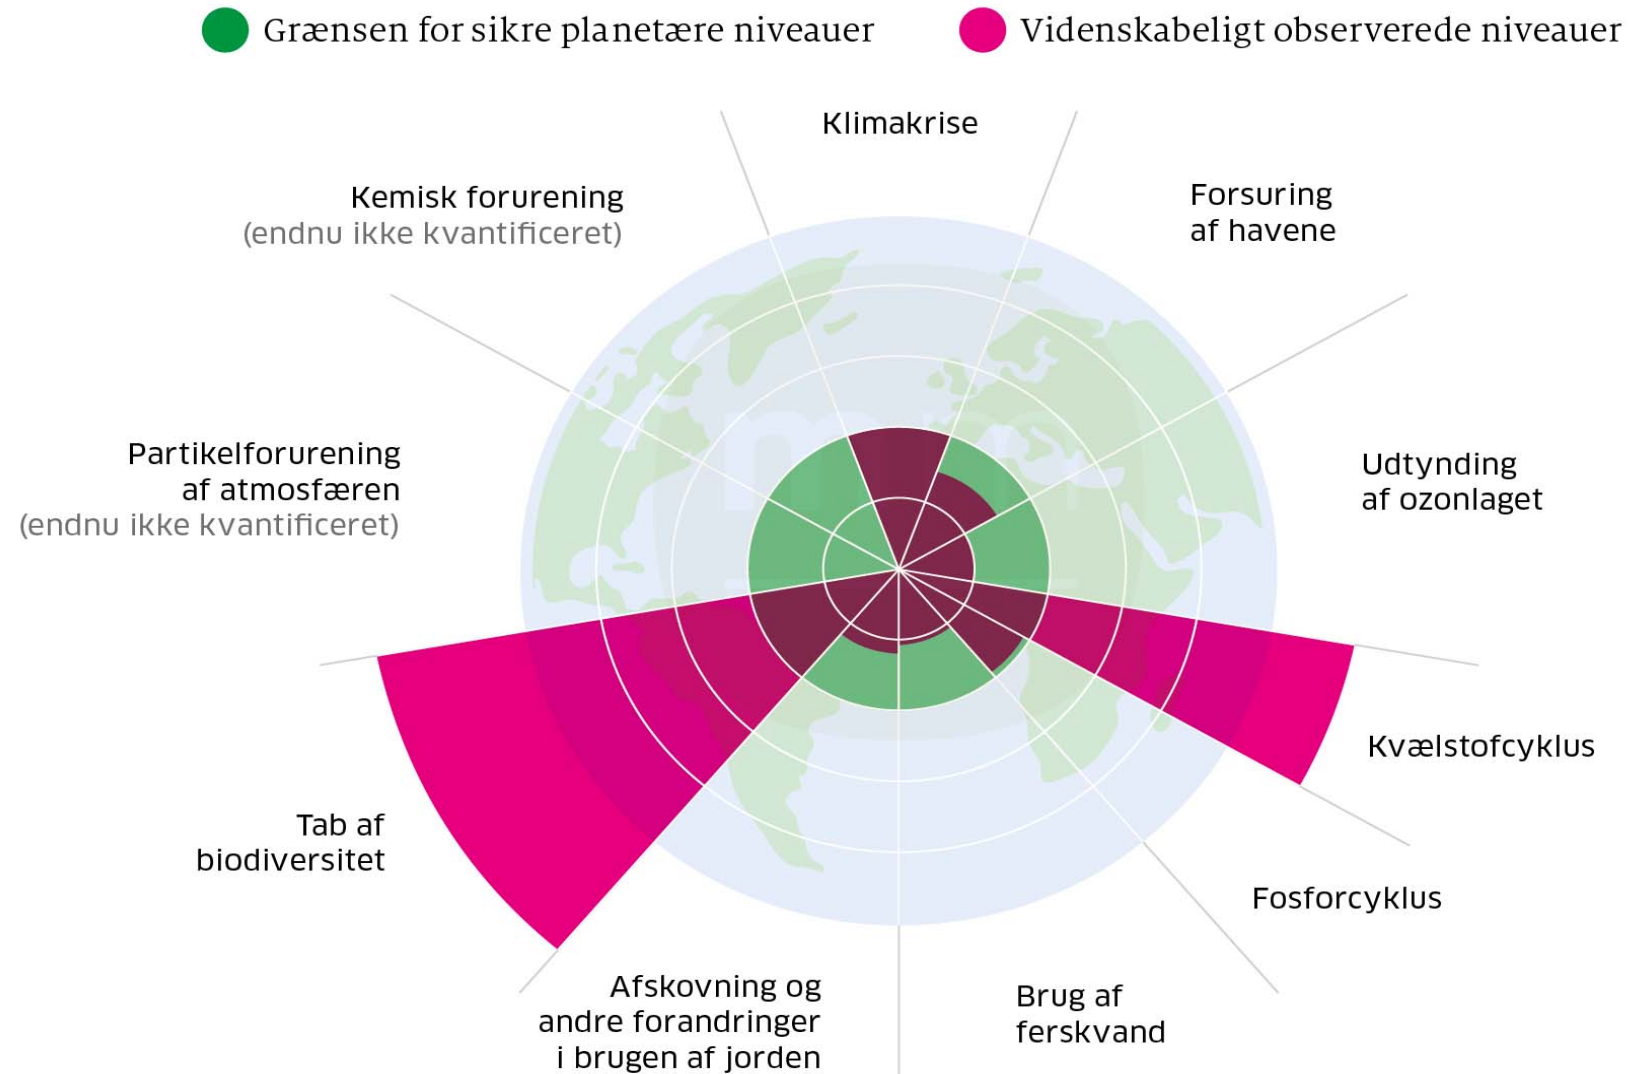 Grænsen for sikre planetære niveauer
Videnskabeligt observerede niveauer
Klimakrise
Kemisk forurening
(endnu ikke kvantificeret)
Forsuring
af havene
Partikelforurening
af atmosfæren
(endnu ikke kvantificeret)
Udtynding
af ozonlaget
Kvælstofcyklus
Tab af
biodiversitet
Fosforcyklus
Afskovning og
andre forandringer
i brugen af jorden
Brug af
ferskvand